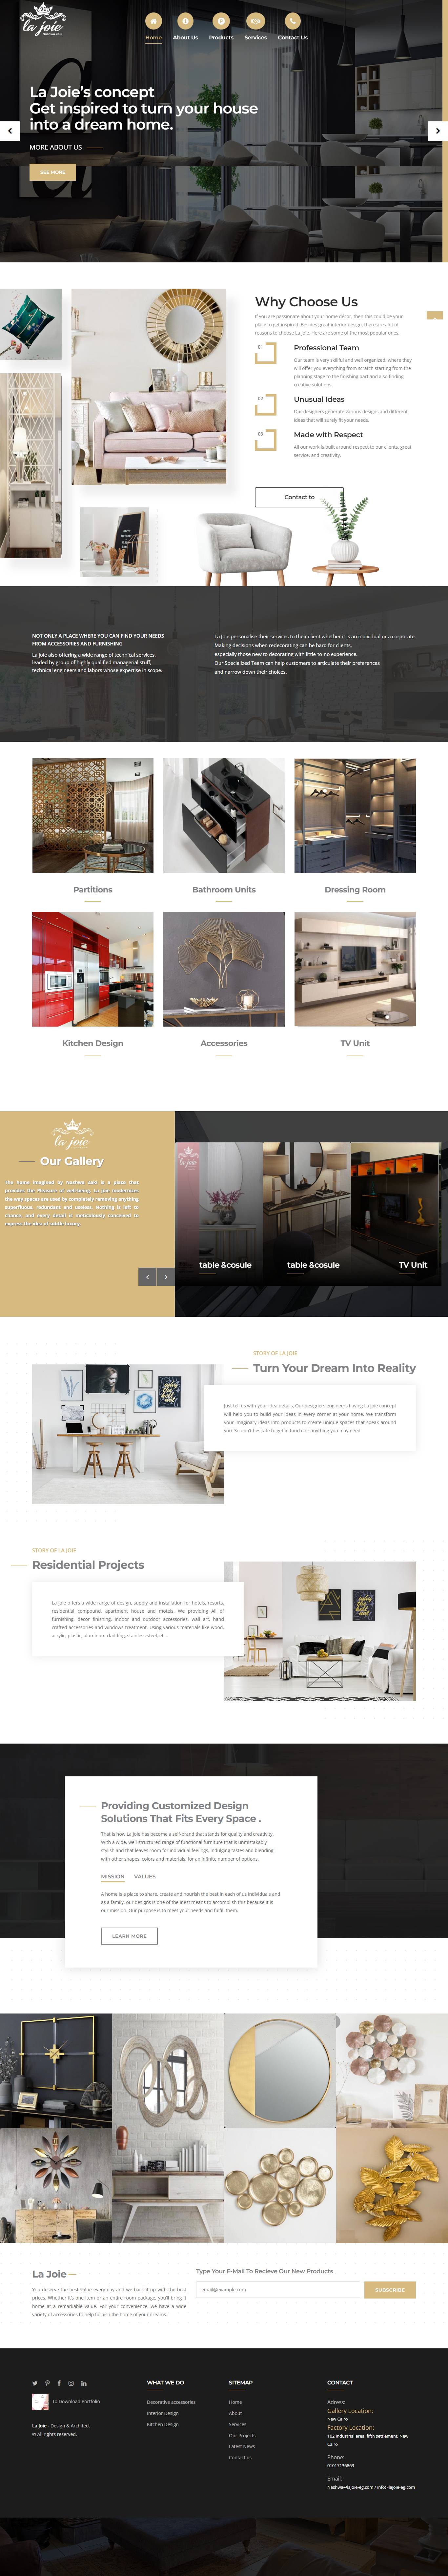 la joie
Home
About Us
Products
Services
Contact Us
La Joie's concept
Get inspired to turn your house
into a dream home.
MORE ABOUT US
SEE MORE
Why Choose Us
If you are passionate about your home décor, then this could be your
place to get inspired. Besides great interior design, there are alot of
reasons to choose La Joie. Here are some of the most popular ones.
01
Professional Team
Our team is very skillful and well organized; where they
will offer you everything from scratch starting from the
planning stage to the finishing part and also finding
creative solutions.
02
Unusual Ideas
Our designers generate various designs and different
ideas that will surely fit your needs.
03
Made with Respect
All our work is built around respect to our clients, great
service, and creativity.
Contact to
NOT ONLY A PLACE WHERE YOU CAN FIND YOUR NEEDS
FROM ACCESSORIES AND FURNISHING
La Joie also offering a wide range of technical services,
leaded by group of highly qualified managerial stuff,
technical engineers and labors whose expertise in scope.
La Joie personalise their services to their client whether it is an individual or a corporate.
Making decisions when redecorating can be hard for clients,
especially those new to decorating with little-to-no experience.
Our Specialized Team can help customers to articulate their preferences
and narrow down their choices.
Partitions
Bathroom Units
Dressing Room
Kitchen Design
Accessories
TV Unit
la joie
Our Gallery
The home imagined by Nashwa Zaki is a place that
provides the Pleasure of well-being. La Joie modernises
the way spaces are used by completely removing anything
superfluous, redundant and useless. Nothing is left to
chance, and every detail is meticulously conceived to
express the idea of subtle luxury .
la joie
table &cosule
table &cosule
TV Unit
STORY OF LA JOIE
Turn Your Dream Into Reality
Just tell us with your idea details, Our designers having La Joie concept
will help you to build your ideas in every corner at your home. We transform
your imaginary ideas into products to create unique spaces that speak around
you. So don't hesitate to get in touch for anything you may need.
STORY OF LA JOIE
Residential Projects
La Joie offers a wide range of design, supply and installation for hotels, resorts,
residential compound, apartment house and motels. We providing All of
furnishing, décor finishing, indoor and outdoor accessories, wall art, hand
crafted accessories and windows treatment. Using various materials like wood,
acrylic, plastic, aluminum cladding, stainless steel, etc..
Providing Customized Design
Solutions That Fits Every Space .
That is how La Joie has become a self-brand that stands for quality and creativity.
With a wide, well-structured range of functional furniture that is unmistakably
stylish and that leaves room for individual feelings, indulging tastes and blending
with other shapes, colors and materials, for an infinite number of options.
MISSION
VALUES
A home is a place to share, create and nourish the best in each of us individuals and
as a family, our designs is one of the best means to accomplish this because it is
our mission. Our purpose is to meet your needs and fulfill them.
LEARN MORE
La Joie
You deserve the best value every day and we back it up with the best
prices. Whether it's one item or an entire room package, you'll bring it
home at a remarkable value. For your convenience, we have a wide
variety of accessories to help furnish the home of your dreams.
Type Your E-Mail To Recieve Our New Products
email@example.com
SUBSCRIBE
To Download Portfolio
La Joie - Design & Architect
© All rights reserved.
WHAT WE DO
Decorative accessories
Interior Design
Kitchen Design
SITEMAP
Home
About
Services
Our Projects
Latest News
Contact us
CONTACT
Adress:
Gallery Location:
New Cairo
Factory Location:
102 industrial area, fifth settlement, New
Cairo
Phone:
01017136863
Email:
Nashwa@lajoie-eg.com / info@lajoie-eg.com